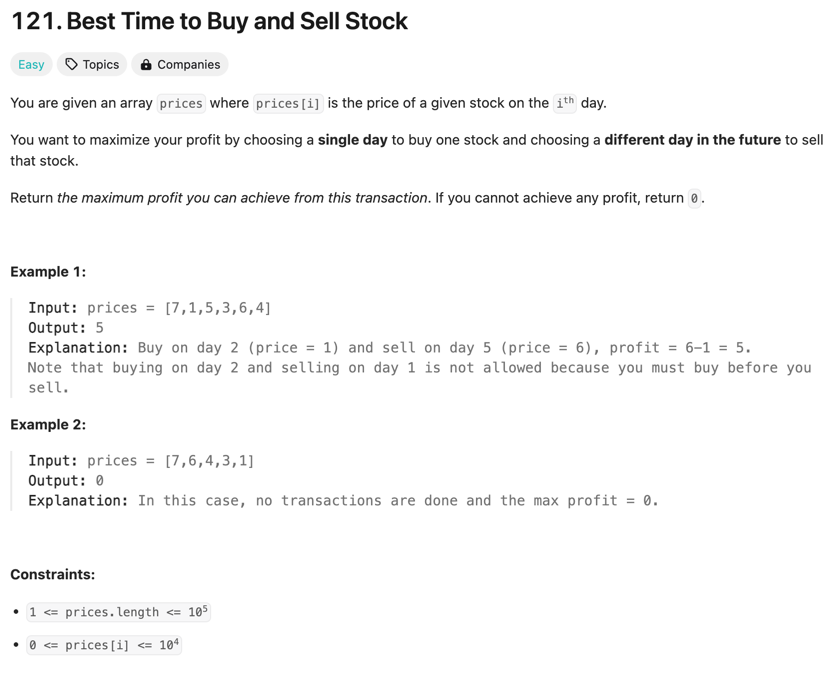 121. Best Time to Buy and Sell Stock
Easy Topics Companies
You are given an array prices where prices[i] is the price of a given stock on the ith day.
You want to maximize your profit by choosing a single day to buy one stock and choosing a different day in the future to sell
that stock.
Return the maximum profit you can achieve from this transaction. If you cannot achieve any profit, return 0.
Example 1:
Input: prices = [7,1,5,3,6,4]
Output: 5
Explanation: Buy on day 2 (price = 1) and sell on day 5 (price = 6), profit = 6-1 = 5.
Note that buying on day 2 and selling on day 1 is not allowed because you must buy before you
sell.
Example 2:
Input: prices = [7,6,4,3,1]
Output: 0
Explanation: In this case, no transactions are done and the max profit = 0.
Constraints:
• 1 <= prices.length <= 10⁵
• 0 <= prices[i] <= 10⁴